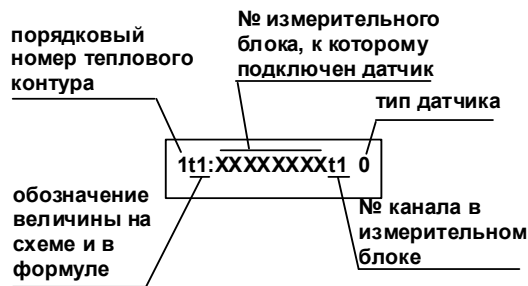 порядковый
номер теплового
контура
№ измерительного
блока, к которому
подключен датчик
тип датчика
1t1:XXXXXXXXt1 0
обозначение
величины на
схеме и в
формуле
№ канала в
измерительном
блоке